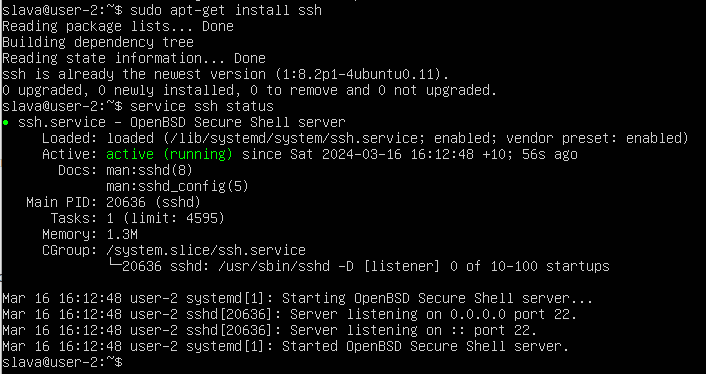 slava@user-2:~$ sudo apt-get install ssh
Reading package lists... Done
Building dependency tree
Reading state information... Done
ssh is already the newest version (1:8.2p1-4ubuntu0.11).
0 upgraded, 0 newly installed, 0 to remove and 0 not upgraded.
slava@user-2:~$ service ssh status
● ssh.service - OpenBSD Secure Shell server
     Loaded: loaded (/lib/systemd/system/ssh.service; enabled; vendor preset: enabled)
     Active: active (running) since Sat 2024-03-16 16:12:48 +10; 56s ago
       Docs: man:sshd(8)
             man:sshd_config(5)
   Main PID: 20636 (sshd)
      Tasks: 1 (limit: 4595)
     Memory: 1.3M
     CGroup: /system.slice/ssh.service
             └─20636 sshd: /usr/sbin/sshd -D [listener] 0 of 10-100 startups
Mar 16 16:12:48 user-2 systemd[1]: Starting OpenBSD Secure Shell server...
Mar 16 16:12:48 user-2 sshd[20636]: Server listening on 0.0.0.0 port 22.
Mar 16 16:12:48 user-2 sshd[20636]: Server listening on :: port 22.
Mar 16 16:12:48 user-2 systemd[1]: Started OpenBSD Secure Shell server.
slava@user-2:~$